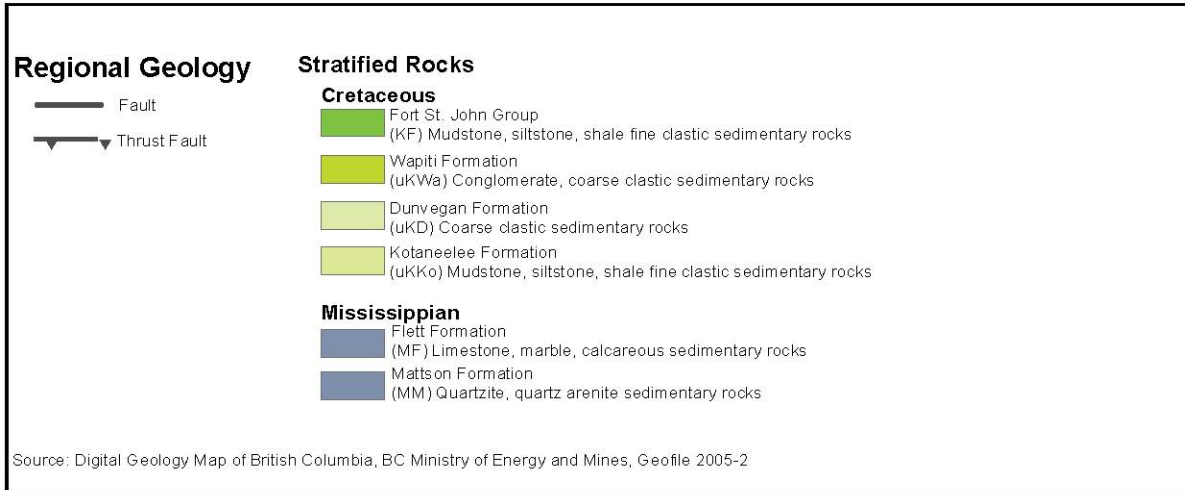 Regional Geology
Fault
Thrust Fault
Stratified Rocks
Cretaceous
Fort St. John Group
(KF) Mudstone, siltstone, shale fine clastic sedimentary rocks
Wapiti Formation
(uKWa) Conglomerate, coarse clastic sedimentary rocks
Dunvegan Formation
(uKD) Coarse clastic sedimentary rocks
Kotaneelee Formation
(uKKo) Mudstone, siltstone, shale fine clastic sedimentary rocks
Mississippian
Flett Formation
(MF) Limestone, marble, calcareous sedimentary rocks
Mattson Formation
(MM) Quartzite, quartz arenite sedimentary rocks
Source: Digital Geology Map of British Columbia, BC Ministry of Energy and Mines, Geofile 2005-2